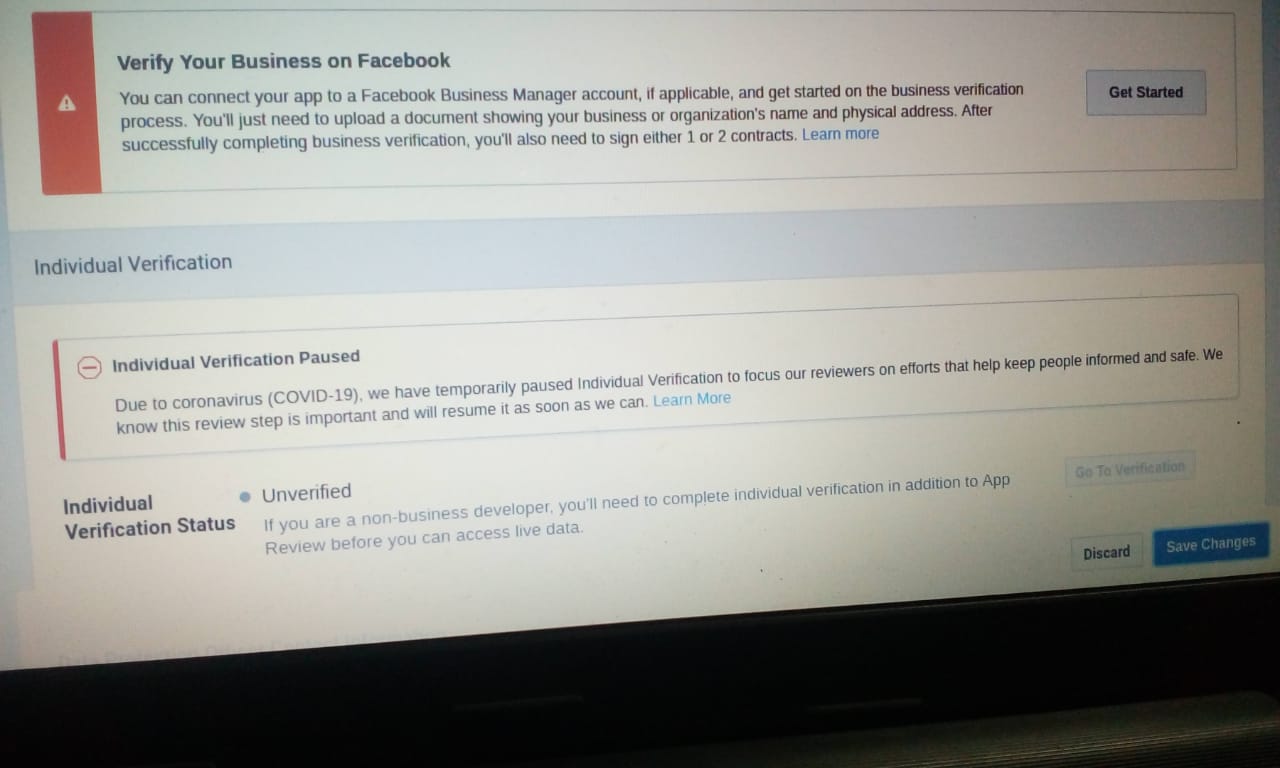 Verify Your Business on Facebook
You can connect your app to a Facebook Business Manager account, if applicable, and get started on the business verification
process. You'll just need to upload a document showing your business or organization's name and physical address. After
successfully completing business verification, you'll also need to sign either 1 or 2 contracts. Learn more
Get Started
Individual Verification
Individual Verification Paused
Due to coronavirus (COVID-19), we have temporarily paused Individual Verification to focus our reviewers on efforts that help keep people informed and safe. We
know this review step is important and will resume it as soon as we can. Learn More
Individual
Verification Status
Unverified
If you are a non-business developer, you'll need to complete individual verification in addition to App
Review before you can access live data.
Go To Verification
Discard
Save Changes